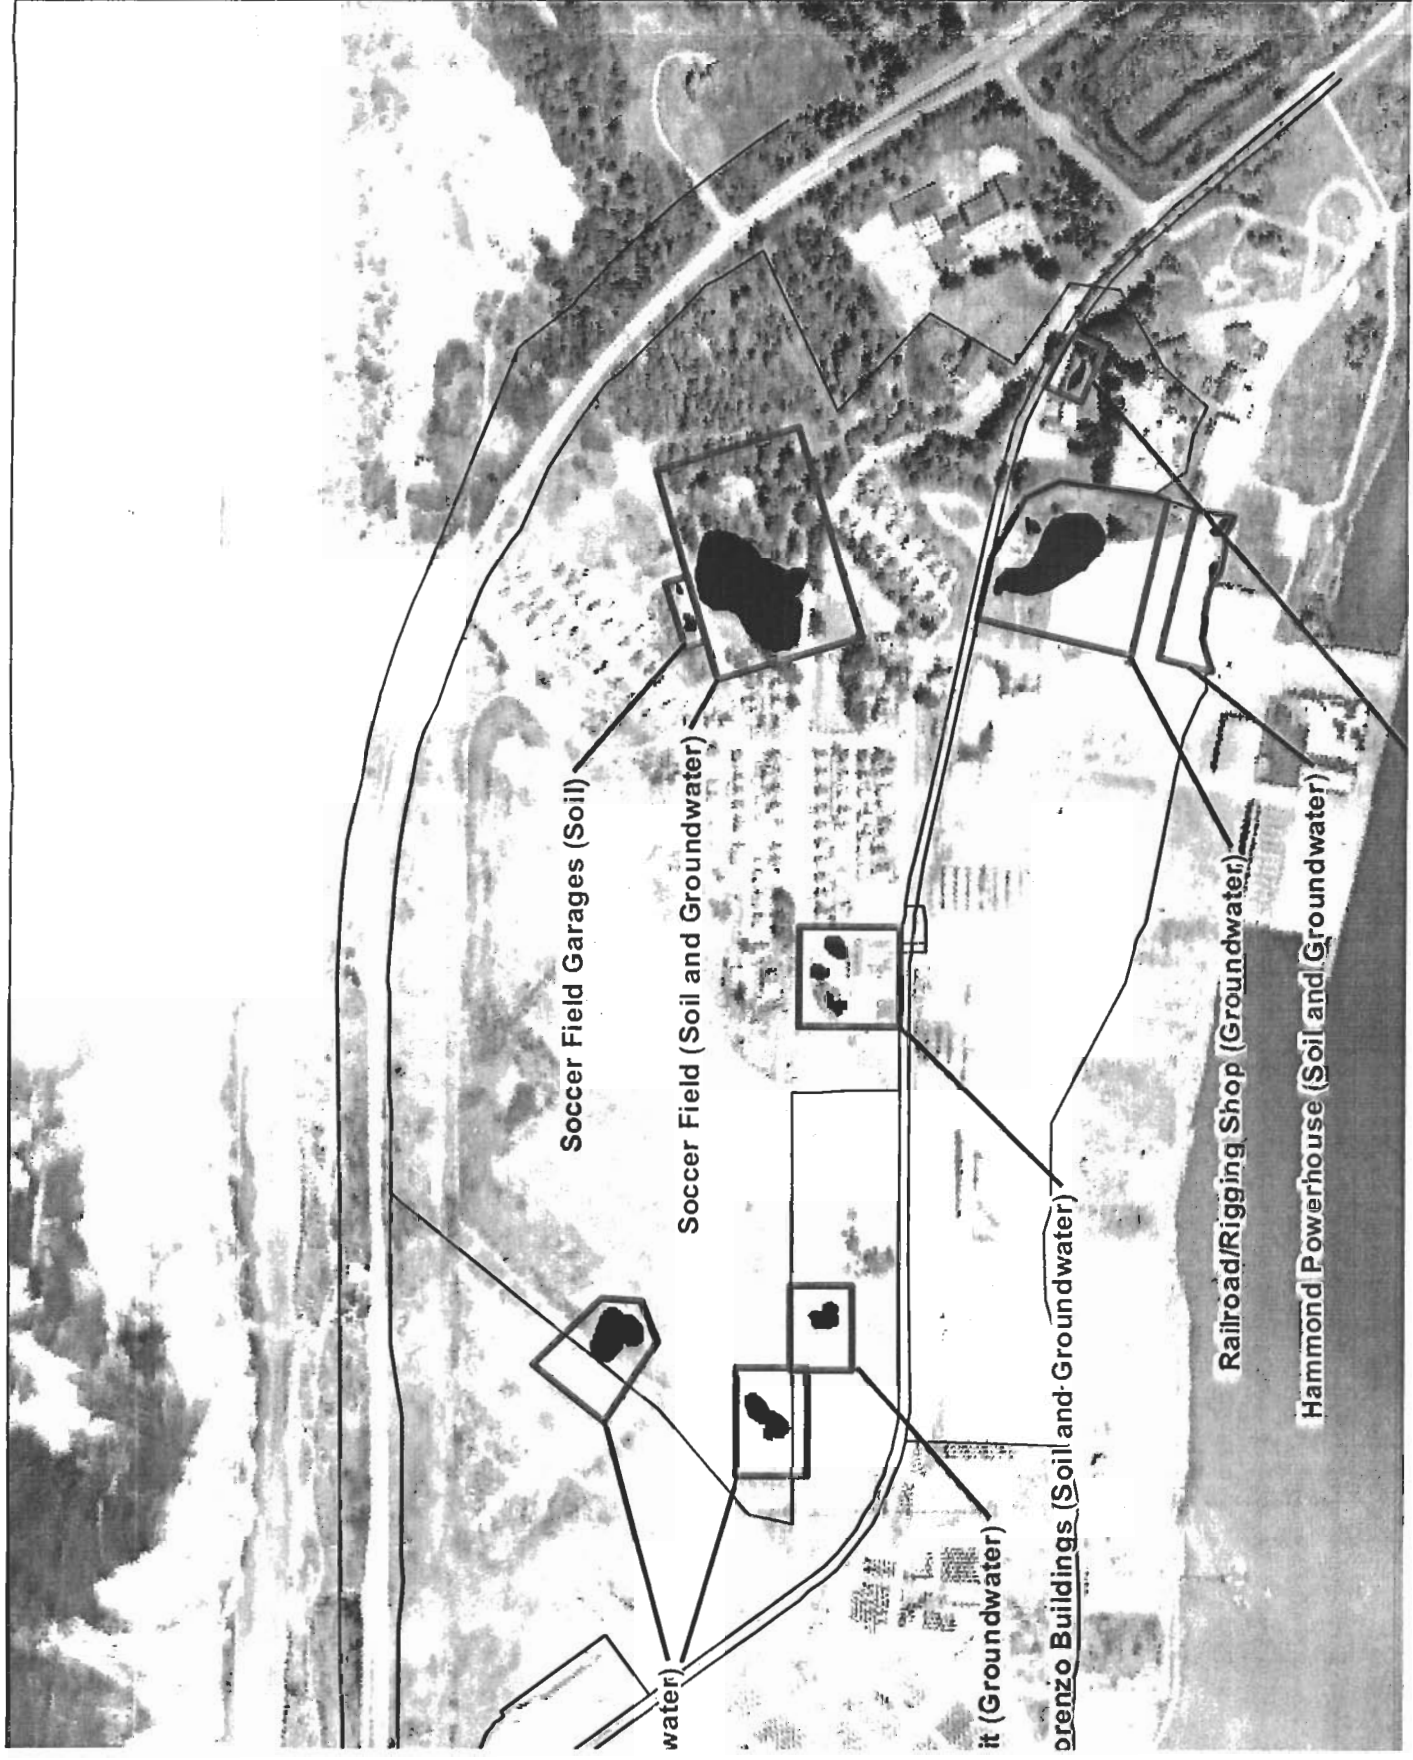 Soccer Field Garages (Soil)
Soccer Field (Soil and Groundwater)
water)
it (Groundwater)
orenzo Buildings (Soil and Groundwater)
Railroad/Rigging Shop (Groundwater)
Hammond Powerhouse (Soil and Groundwater)